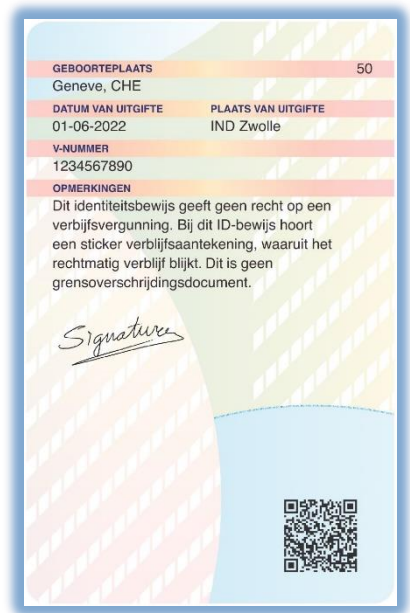 GEBOORTEPLAATS 50
Geneve, CHE
DATUM VAN UITGIFTE PLAATS VAN UITGIFTE
01-06-2022 IND Zwolle
V-NUMMER
1234567890
OPMERKINGEN
Dit identiteitsbewijs geeft geen recht op een
verbijfsvergunning. Bij dit ID-bewijs hoort
een sticker verblijfsaantekening, waaruit het
rechtmatig verblijf blijkt. Dit is geen
grensoverschrijdingsdocument.
Signature